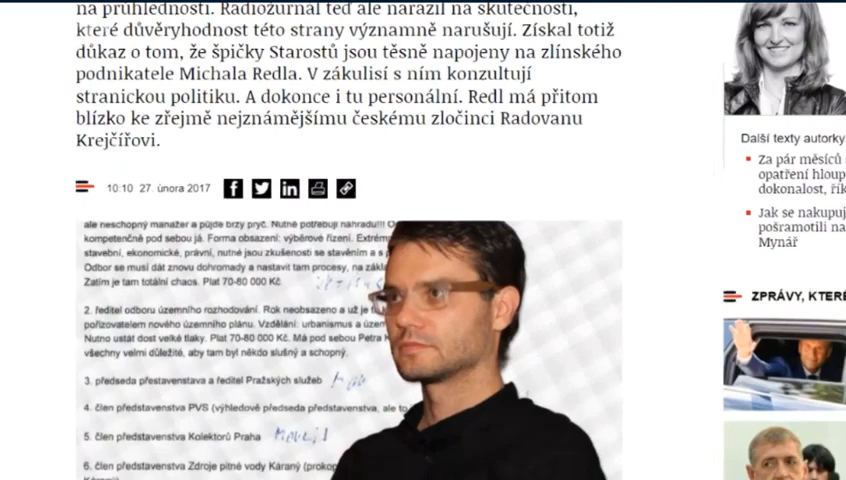 na průhlednosti. Radiožurnál teď ale narazil na skutečnosti,
které důvěryhodnost této strany významně narušují. Získal totiž
důkaz o tom, že špičky Starostů jsou těsně napojeny na zlínského
podnikatele Michala Redla. V zákulisí s ním konzultují
stranickou politiku. A dokonce i tu personální. Redl má přitom
blízko ke zřejmě nejznámějšímu českému zločinci Radovanu
Krejčířovi.
10:10 27. února 2017
ale neschopný manažer a půjde brzy pryč. Nutně potřebuji náhradu!!!
kompetenčně pod sebou já. Forma obsazení: výběrové řízení. Extrém
stavební, ekonomické, právní, nutné jsou zkušenosti se stavěním a s
Odbor se musí dát znovu dohromady a nastavit tam procesy, na zákl
Zatím je tam totální chaos. Plat 70-80 000 Kč
2. ředitel odboru územního rozhodování. Rok neobsazeno a už je
pořizovatelem nového územního plánu. Vzdělání: urbanismus a územ
Nutno ustát dost velké tlaky. Plat 70-80 000 Kč. Má pod sebou Petra
všechny velmi důležité, aby tam byl někdo slušný a schopný.
3. předseda přestavenstava a ředitel Pražských služeb
4. člen představenstva PVS (výhledově předseda představenstva, ale to
5. člen představenstva Kolektorů Praha
6. člen představenstva Zdroje pitné vody Káraný (prokop
Další texty autorky
Za pár měsíců
opatření hloup
dokonalost, řík
Jak se nakupuj
pošramotili na
Mynář
ZPRÁVY, KTERÉ